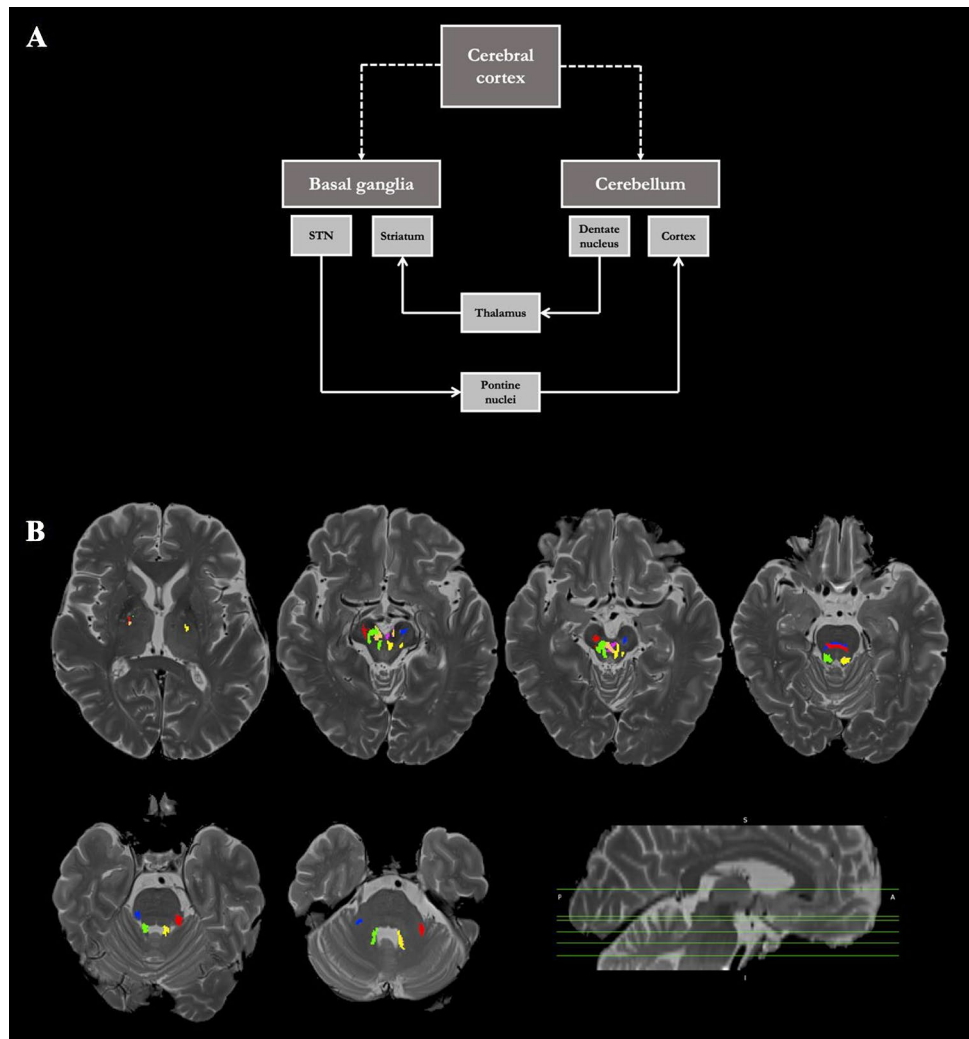 A
Cerebral
cortex
Basal ganglia
Cerebellum
STN
Striatum
Dentate
nucleus
Cortex
Thalamus
Pontine
nuclei
B
S
P
A
I